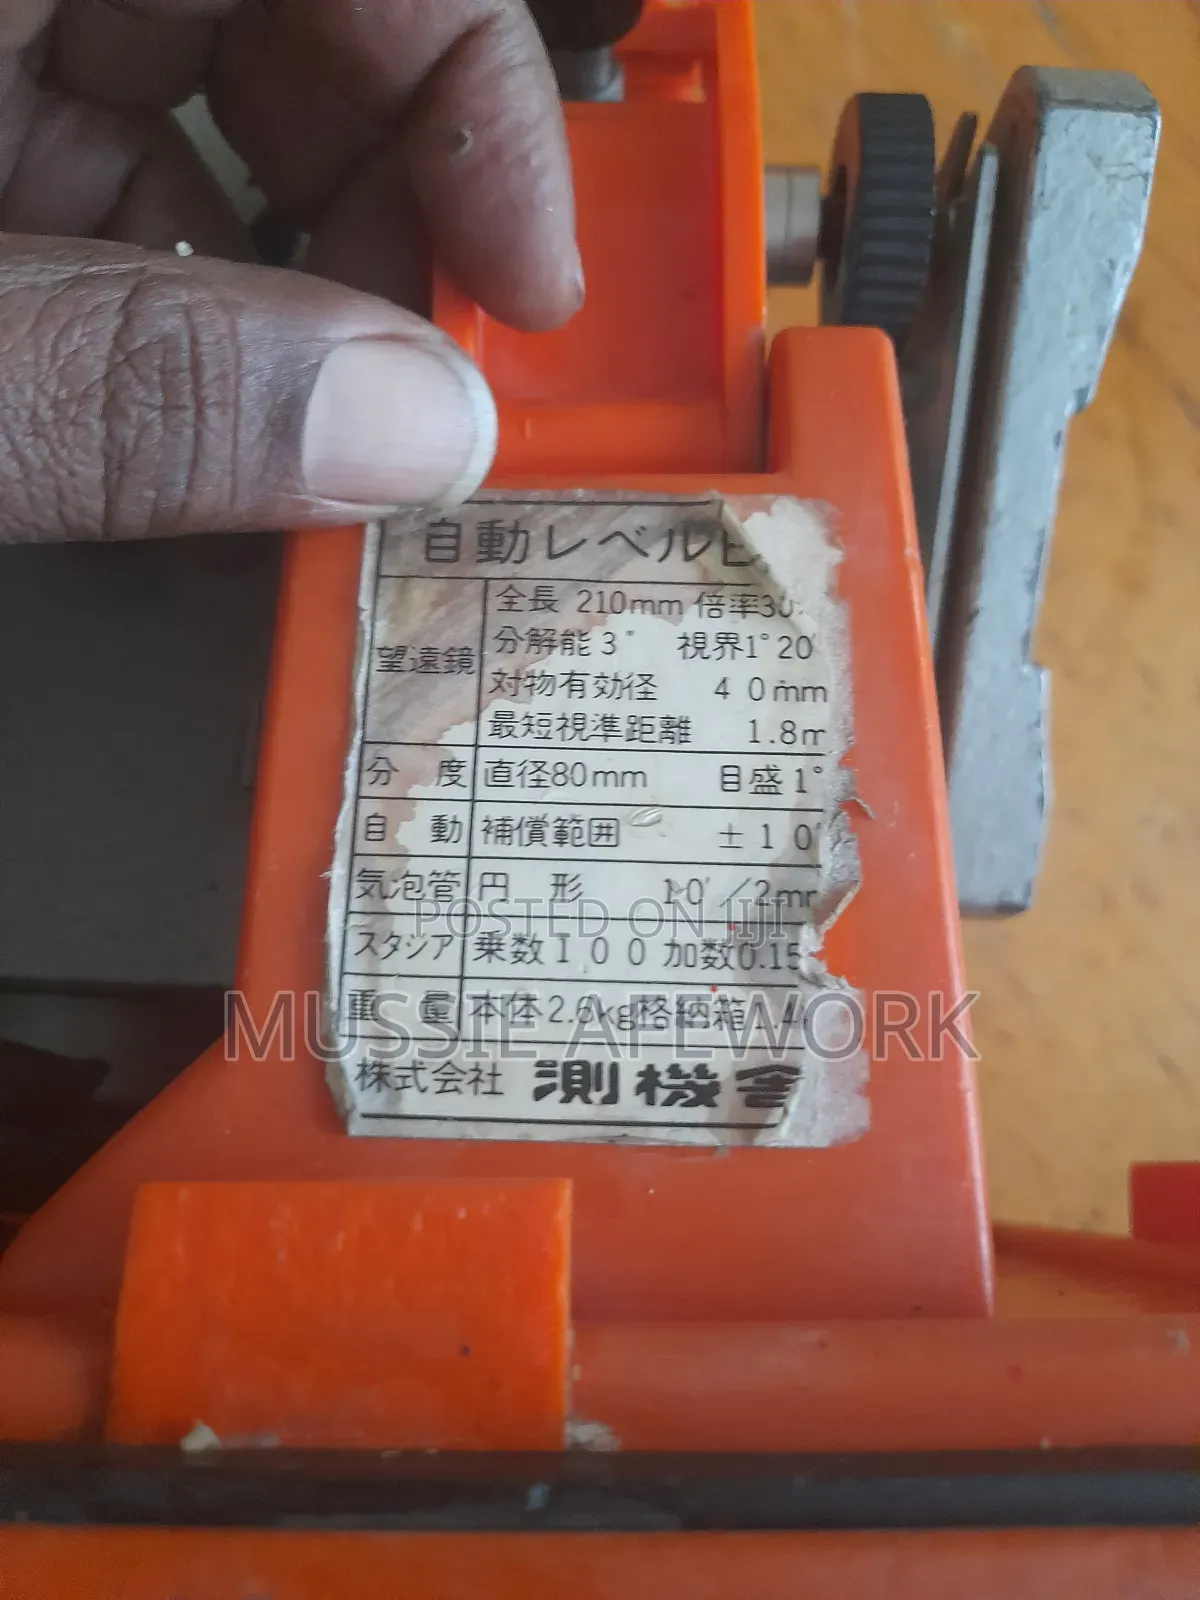 自動レベル
望遠鏡
全長 210mm 倍率30
分解能 3" 視界1°20'
対物有効径 40mm
最短視準距離 1.8m
分度 直径80mm 目盛 1°
自動 補償範囲 ±10'
気泡管 円形 10'/2mm
スタジア 乗数100 加数0.15
重量 本体2.6kg 格納箱1.4
株式会社 測機舎
POSTED ON JIJI
MUSSIE AFEWORK